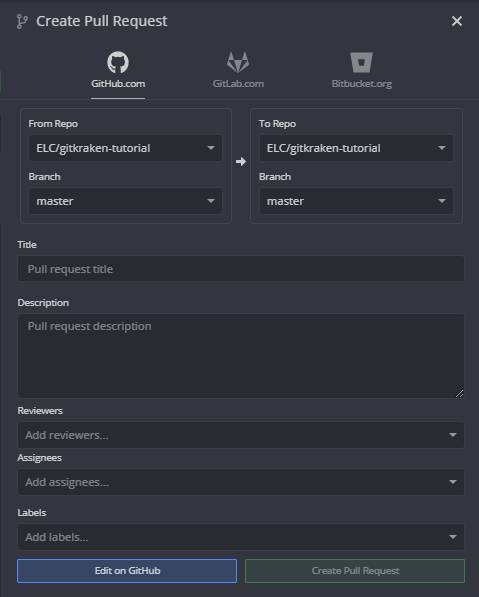 Create Pull Request
GitHub.com GitLab.com Bitbucket.org
From Repo
ELC/gitkraken-tutorial
Branch
master
To Repo
ELC/gitkraken-tutorial
Branch
master
Title
Pull request title
Description
Pull request description
Reviewers
Add reviewers...
Assignees
Add assignees...
Labels
Add labels...
Edit on GitHub Create Pull Request